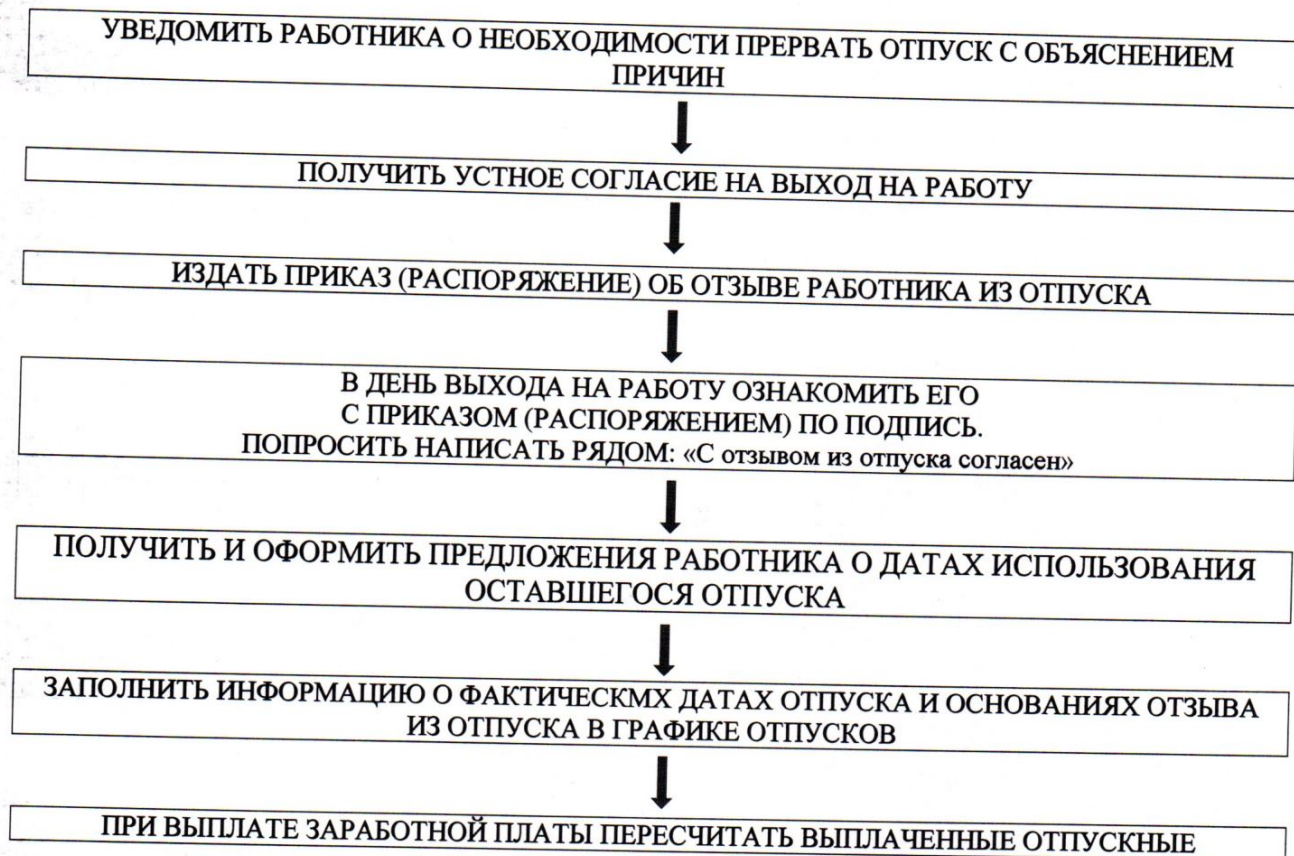 УВЕДОМИТЬ РАБОТНИКА О НЕОБХОДИМОСТИ ПРЕРВАТЬ ОТПУСК С ОБЪЯСНЕНИЕМ
ПРИЧИН
ПОЛУЧИТЬ УСТНОЕ СОГЛАСИЕ НА ВЫХОД НА РАБОТУ
ИЗДАТЬ ПРИКАЗ (РАСПОРЯЖЕНИЕ) ОБ ОТЗЫВЕ РАБОТНИКА ИЗ ОТПУСКА
В ДЕНЬ ВЫХОДА НА РАБОТУ ОЗНАКОМИТЬ ЕГО
С ПРИКАЗОМ (РАСПОРЯЖЕНИЕМ) ПО ПОДПИСЬ.
ПОПРОСИТЬ НАПИСАТЬ РЯДОМ: «С отзывом из отпуска согласен»
ПОЛУЧИТЬ И ОФОРМИТЬ ПРЕДЛОЖЕНИЯ РАБОТНИКА О ДАТАХ ИСПОЛЬЗОВАНИЯ
ОСТАВШЕГОСЯ ОТПУСКА
ЗАПОЛНИТЬ ИНФОРМАЦИЮ О ФАКТИЧЕСКМХ ДАТАХ ОТПУСКА И ОСНОВАНИЯХ ОТЗЫВА
ИЗ ОТПУСКА В ГРАФИКЕ ОТПУСКОВ
ПРИ ВЫПЛАТЕ ЗАРАБОТНОЙ ПЛАТЫ ПЕРЕСЧИТАТЬ ВЫПЛАЧЕННЫЕ ОТПУСКНЫЕ